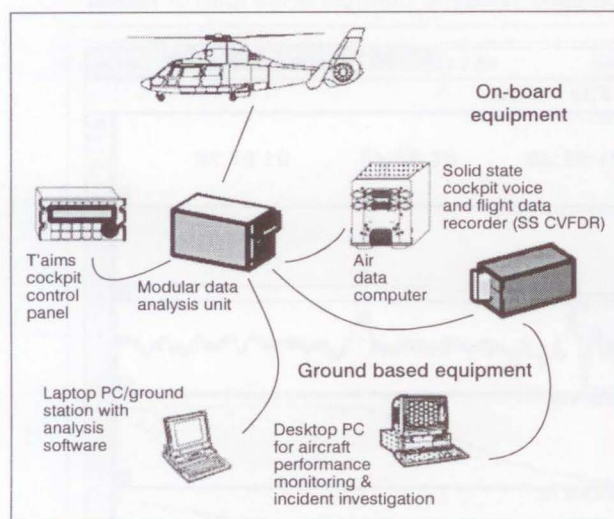 On-board
equipment
Solid state
cockpit voice
and flight data
recorder (SS CVFDR)
T'aims
cockpit
control
panel
Modular data
analysis unit
Air
data
computer
Ground based equipment
Laptop PC/ground
station with
analysis
software
Desktop PC
for aircraft
performance
monitoring &
incident investigation